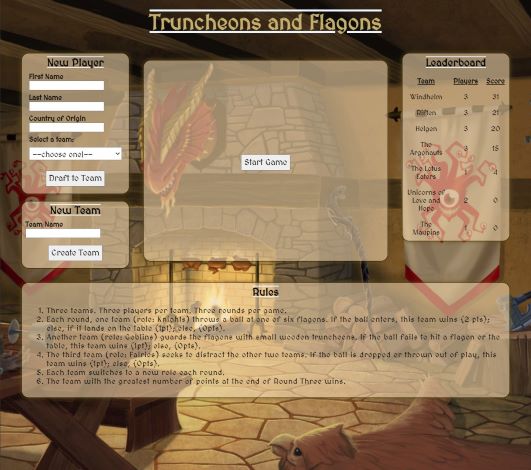 Truncheons and Flagons
New Player
First Name
Last Name
Country of Origin
Select a team:
--choose one--
Draft to Team
New Team
Team Name
Create Team
Start Game
Leaderboard
Team Players Score
Windhelm 3 31
Riften 3 21
Helgen 3 20
The
Argonauts 3 15
The Lotus
Eaters 1 4
Unicorns of
Love and
Hope 2 0
The
Maupins 1 0
Rules
1. Three teams. Three players per team. Three rounds per game.
2. Each round, one team (role: Knights) throws a ball at one of six flagons. If the ball enters, this team wins {2 pts};
else, if it lands on the table {1pt}; else, {0pts}.
3. Another team (role: Goblins) guards the flagons with small wooden truncheons. If the ball fails to hit a flagon or the
table, this team wins {1pt}; else, {0pts}.
4. The third team (role: Fairies) seeks to distract the other two teams. If the ball is dropped or thrown out of play, this
team wins {1pt}; else, {0pts}.
5. Each team switches to a new role each round.
6. The team with the greatest number of points at the end of Round Three wins.